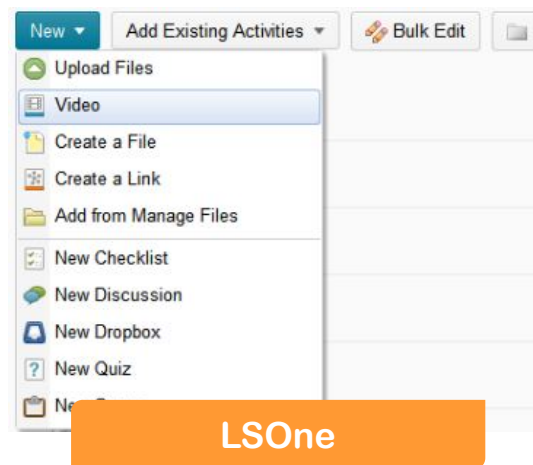 New Add Existing Activities Bulk Edit
Upload Files
Video
Create a File
Create a Link
Add from Manage Files
New Checklist
New Discussion
New Dropbox
New Quiz
LSOne